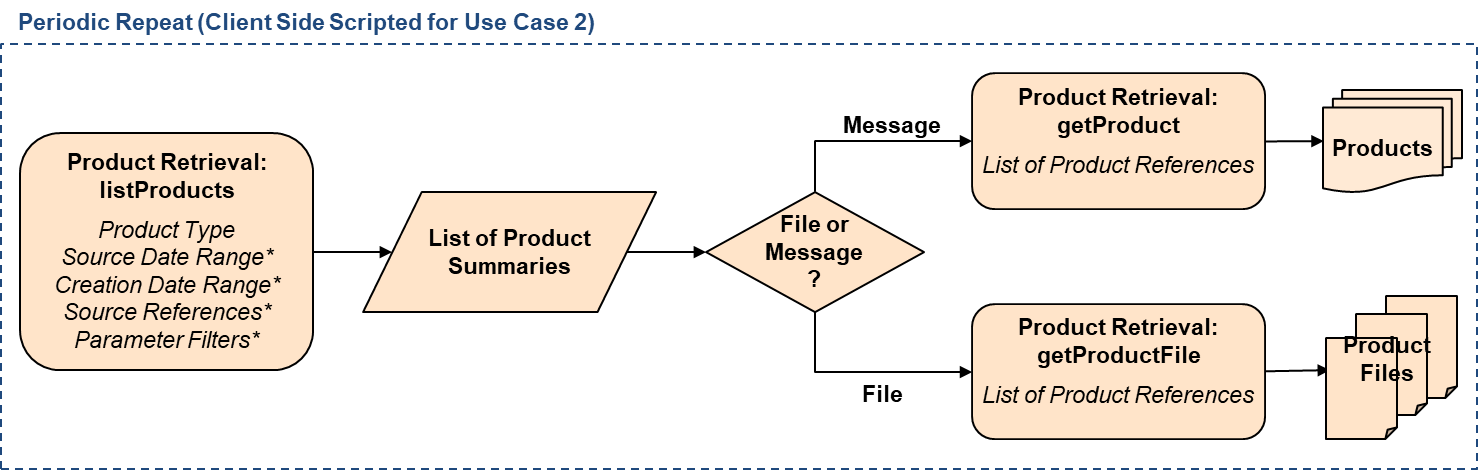 Periodic Repeat (Client Side Scripted for Use Case 2)
Product Retrieval:
listProducts
Product Type
Source Date Range*
Creation Date Range*
Source References*
Parameter Filters*
List of Product
Summaries
File or
Message
?
Message
Product Retrieval:
getProduct
List of Product References
Products
File
Product Retrieval:
getProductFile
List of Product References
Product
Files